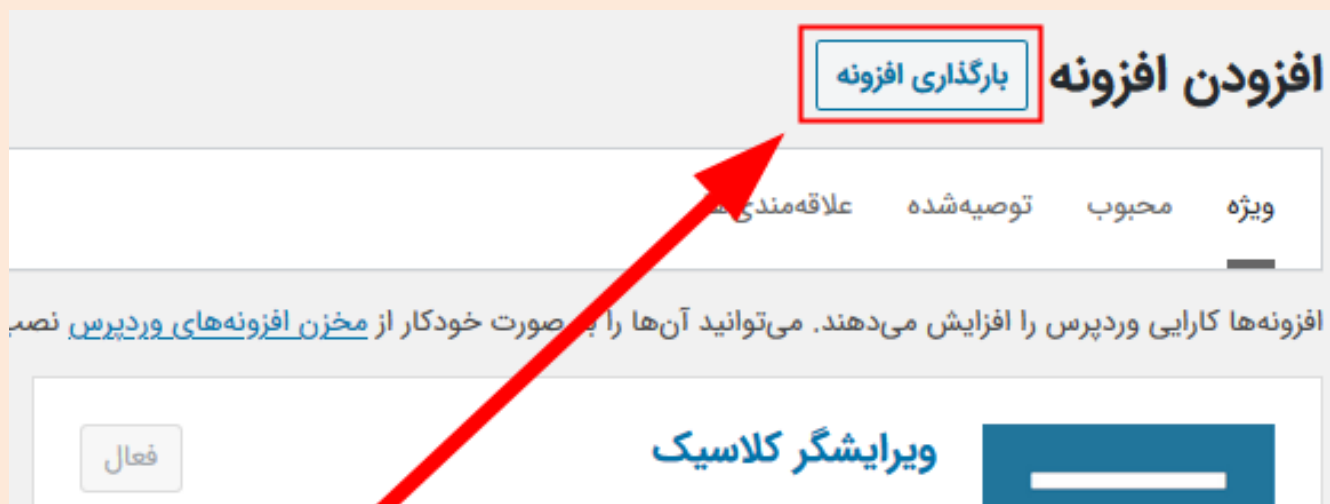 افزودن افزونه بارگذاری افزونه
ویژه محبوب توصیه‌شده
افزونه‌ها کارایی وردپرس را افزایش می‌دهند. می‌توانید آن‌ها را صورت خودکار از مخزن افزونه‌های وردپرس
ویرایشگر کلاسیک فعال